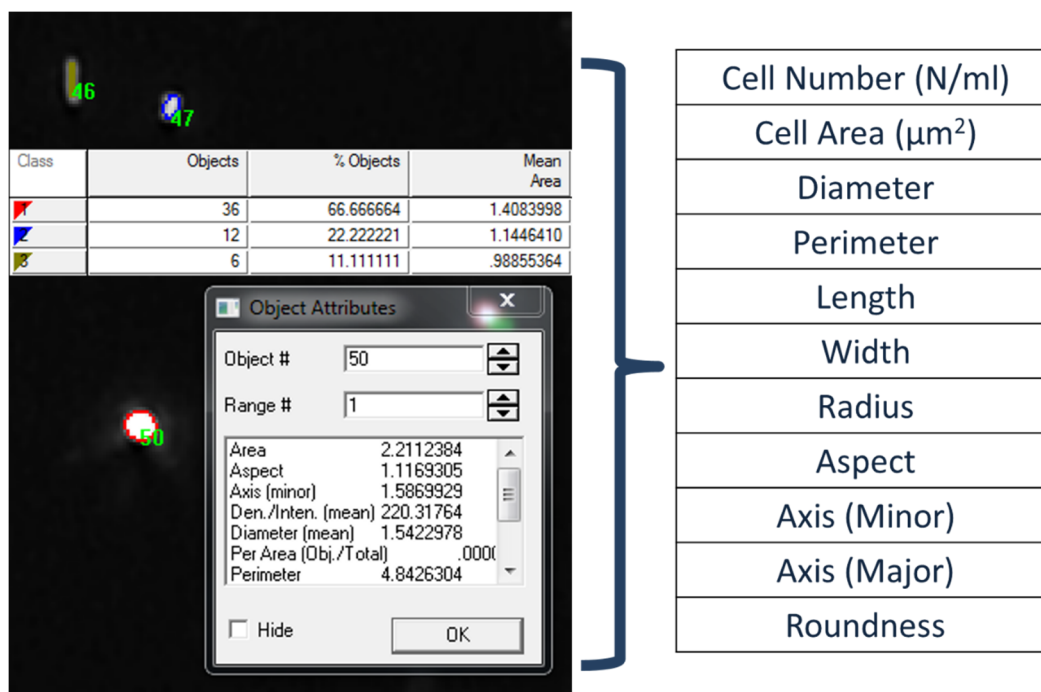 46
47
Class Objects % Objects Mean Area
1 36 66.666664 1.4083998
2 12 22.222221 1.1446410
3 6 11.111111 .98855364
Object Attributes
X
Object # 50
Range # 1
50
Area 2.2112384
Aspect 1.1169305
Axis (minor) 1.5869929
Den./Inten. (mean) 220.31764
Diameter (mean) 1.5422978
Per Area (Obj./Total)
Perimeter 4.8426304
Hide
OK
Cell Number (N/ml)
Cell Area (µm²)
Diameter
Perimeter
Length
Width
Radius
Aspect
Axis (Minor)
Axis (Major)
Roundness